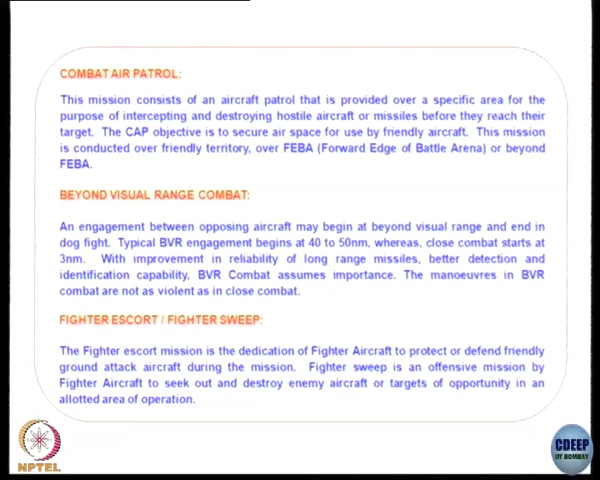 COMBAT AIR PATROL:
This mission consists of an aircraft patrol that is provided over a specific area for the
purpose of intercepting and destroying hostile aircraft or missiles before they reach their
target. The CAP objective is to secure air space for use by friendly aircraft. This mission
is conducted over friendly territory, over FEBA (Forward Edge of Battle Arena) or beyond
FEBA.
BEYOND VISUAL RANGE COMBAT:
An engagement between opposing aircraft may begin at beyond visual range and end in
dog fight. Typical BVR engagement begins at 40 to 50nm, whereas, close combat starts at
3nm. With improvement in reliability of long range missiles, better detection and
identification capability, BVR Combat assumes importance. The manoeuvres in BVR
combat are not as violent as in close combat.
FIGHTER ESCORT / FIGHTER SWEEP:
The Fighter escort mission is the dedication of Fighter Aircraft to protect or defend friendly
ground attack aircraft during the mission. Fighter sweep is an offensive mission by
Fighter Aircraft to seek out and destroy enemy aircraft or targets of opportunity in an
allotted area of operation.
NPTEL
CDEEP
IIT BOMBAY